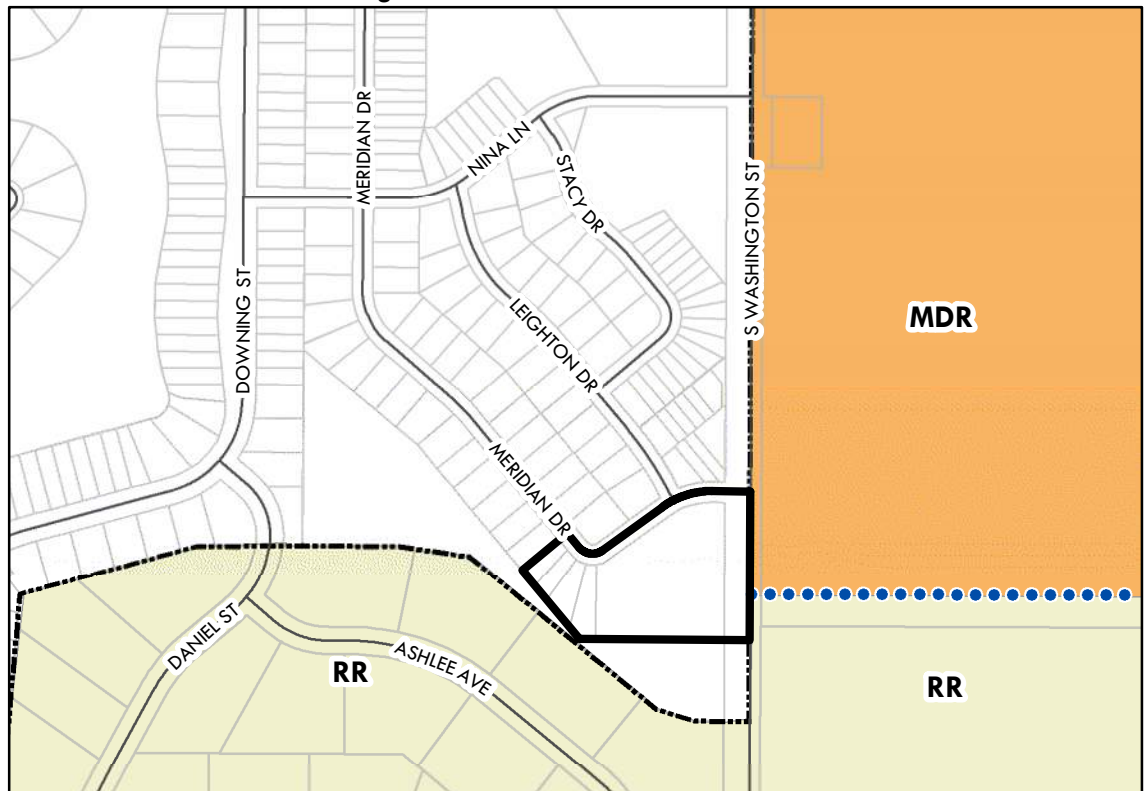 MERIDIAN DR
NINA LN
STACY DR
S WASHINGTON ST
DOWNING ST
LEIGHTON DR
MDR
MERIDIAN DR
DANIEL ST
RR
ASHLEE AVE
RR